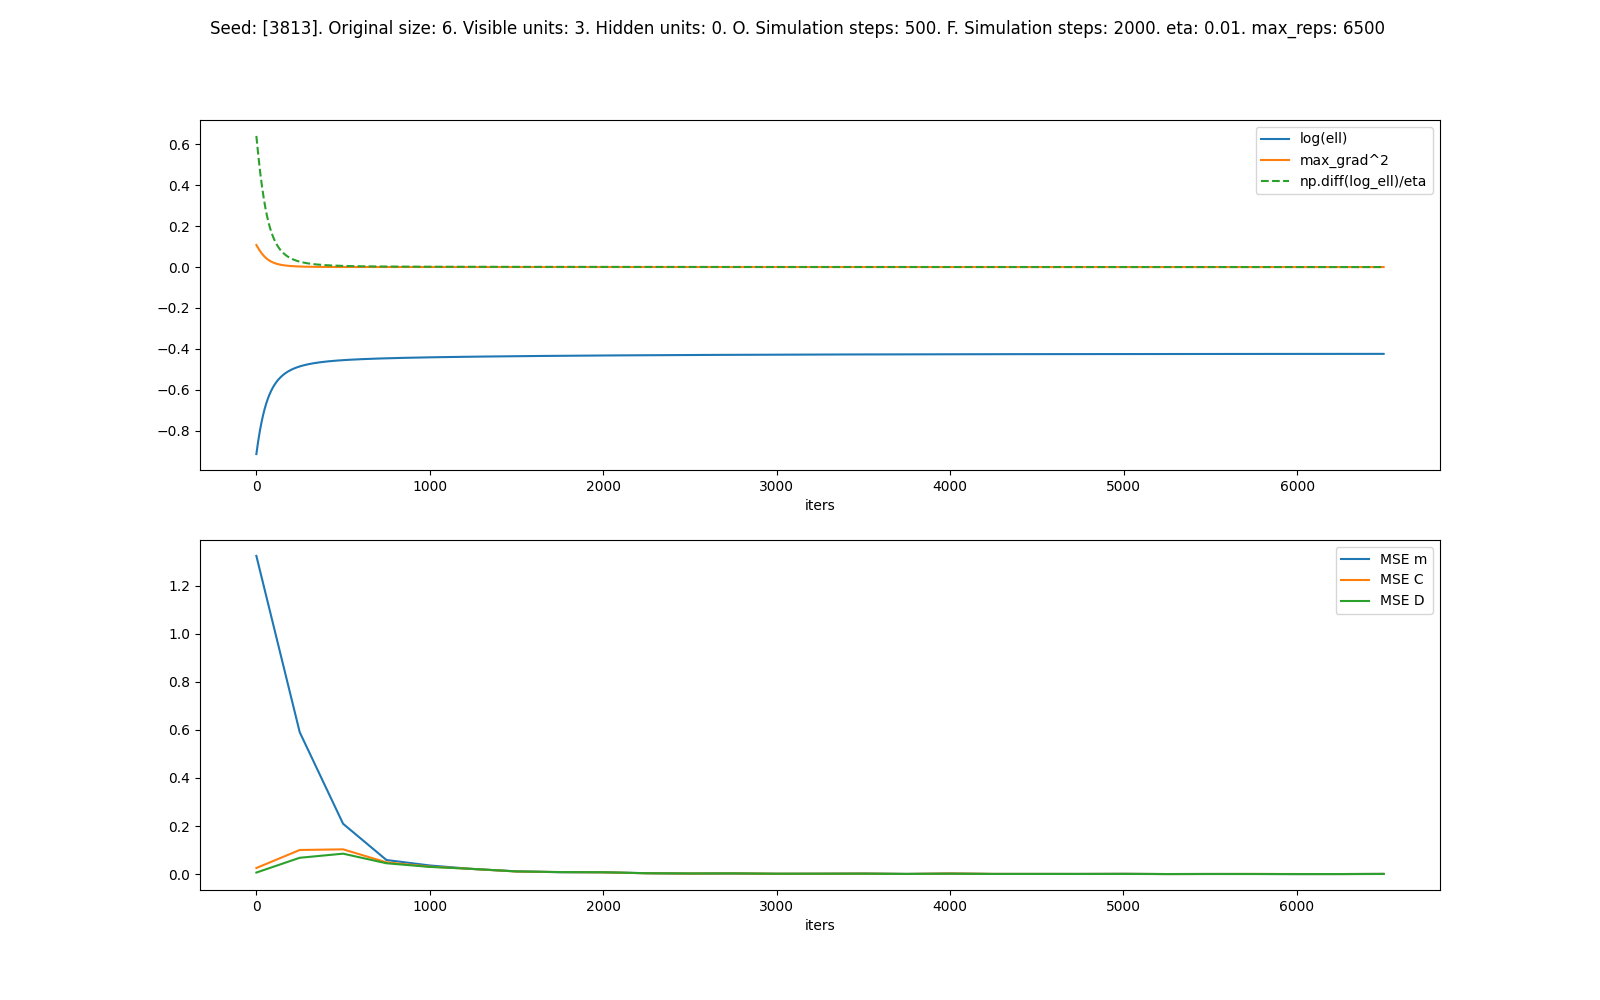 Seed: [3813]. Original size: 6. Visible units: 3. Hidden units: 0. O. Simulation steps: 500. F. Simulation steps: 2000. eta: 0.01. max_reps: 6500
0.6
0.4
0.2
0.0
−0.2
−0.4
−0.6
−0.8
log(ell)
max_grad^2
np.diff(log_ell)/eta
0 1000 2000 3000 4000 5000 6000
iters
1.2
1.0
0.8
0.6
0.4
0.2
0.0
MSE m
MSE C
MSE D
0 1000 2000 3000 4000 5000 6000
iters